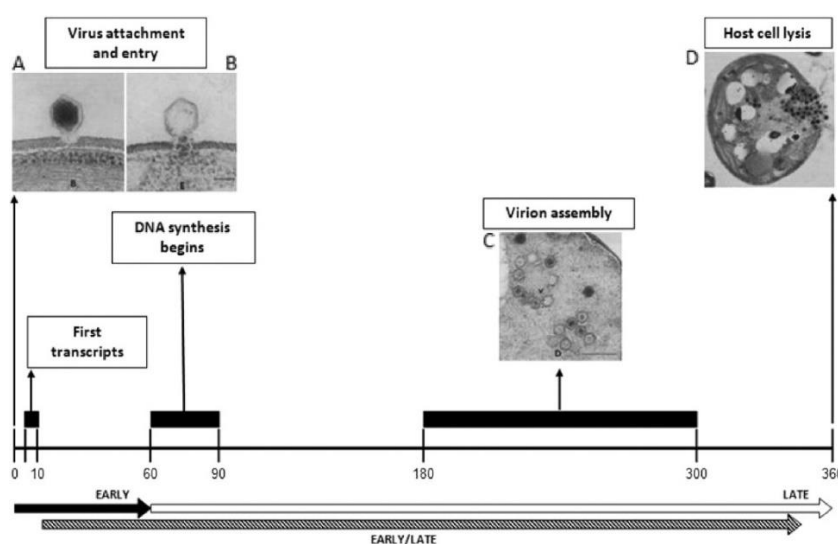 Virus attachment
and entry
Host cell lysis
A
B
D
B
E
DNA synthesis
begins
Virion assembly
C
First
transcripts
D
0
10
60
90
180
300
360
EARLY
LATE
EARLY/LATE